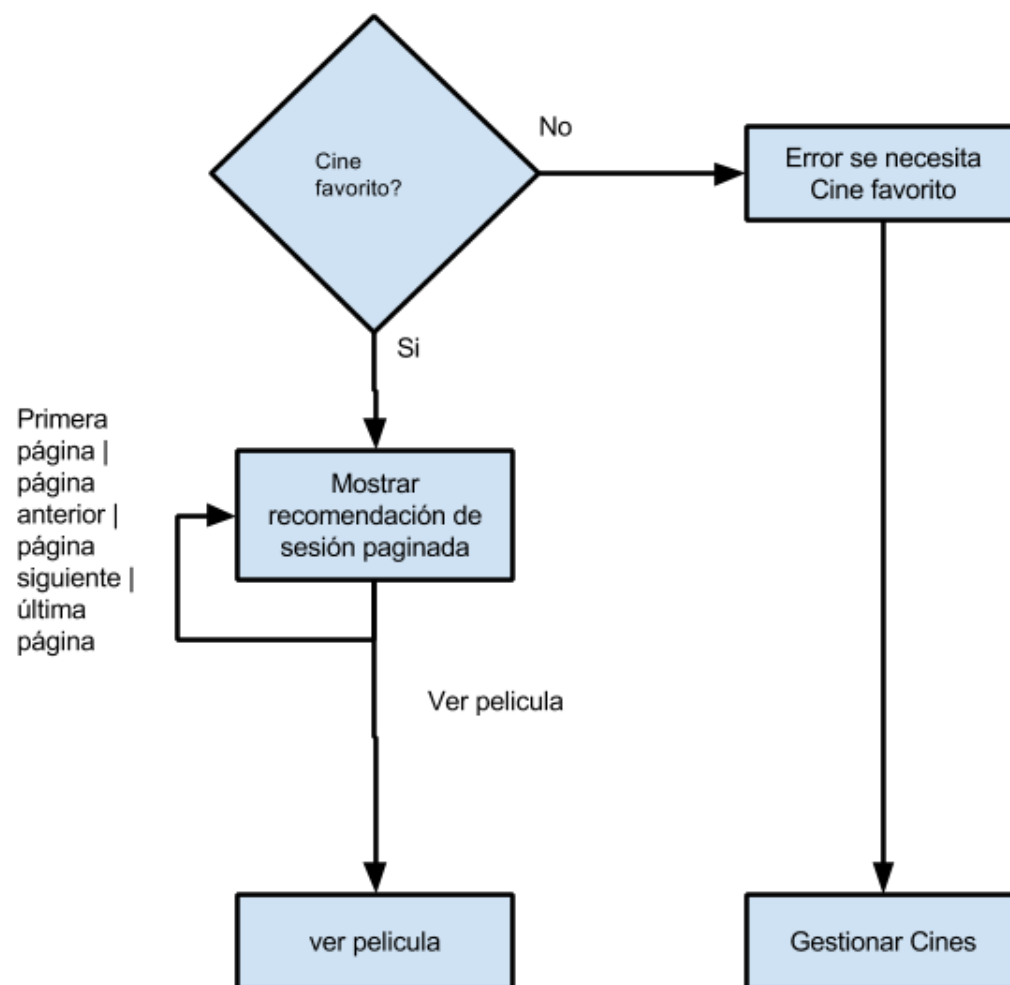 Cine
favorito?
No
Error se necesita
Cine favorito
Si
Primera
página |
página
anterior |
página
siguiente |
última
página
Mostrar
recomendación de
sesión paginada
Ver pelicula
ver pelicula
Gestionar Cines